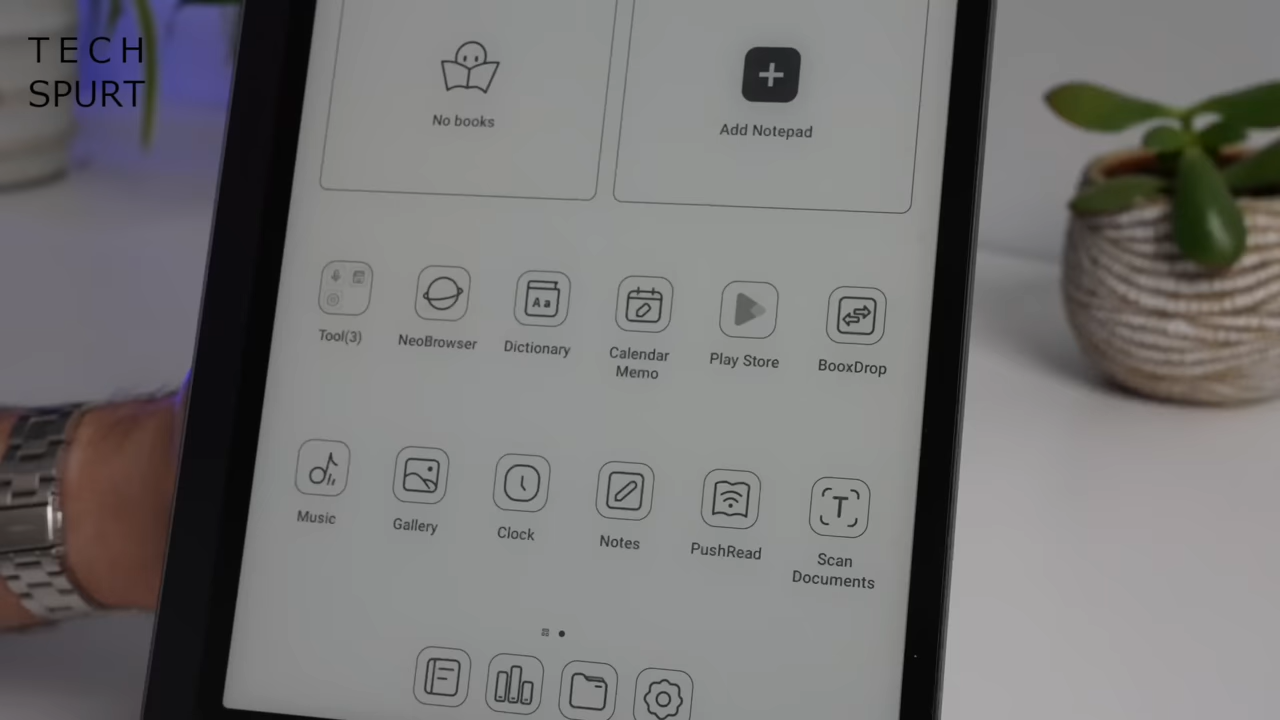 TECH
SPURT
No books
Add Notepad
Tool(3)
NeoBrowser
Aa
Dictionary
Calendar
Memo
Play Store
BooxDrop
Music
Gallery
Clock
Notes
PushRead
T
Scan
Documents